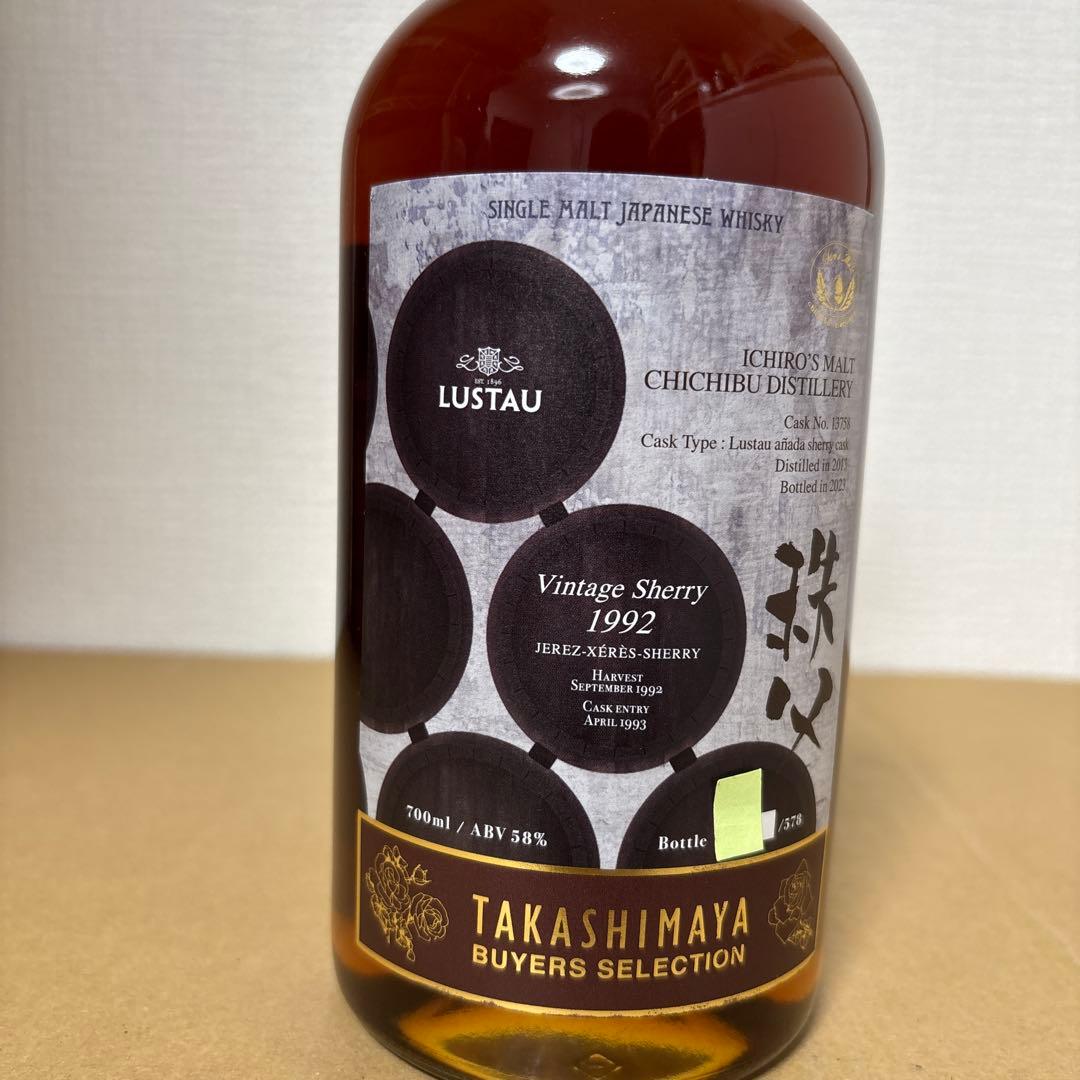 SINGLE MALT JAPANESE WHISKY
EST. 1896
LUSTAU
ICHIRO'S MALT
CHICHIBU DISTILLERY
Cask No. 13758
Cask Type : Lustau añada sherry cask
Distilled in 2013
Bottled in 2023
秩父
Vintage Sherry
1992
JEREZ-XÉRÈS-SHERRY
HARVEST
SEPTEMBER 1992
CASK ENTRY
APRIL 1993
700ml / ABV 58%
Bottle /578
TAKASHIMAYA
BUYERS SELECTION